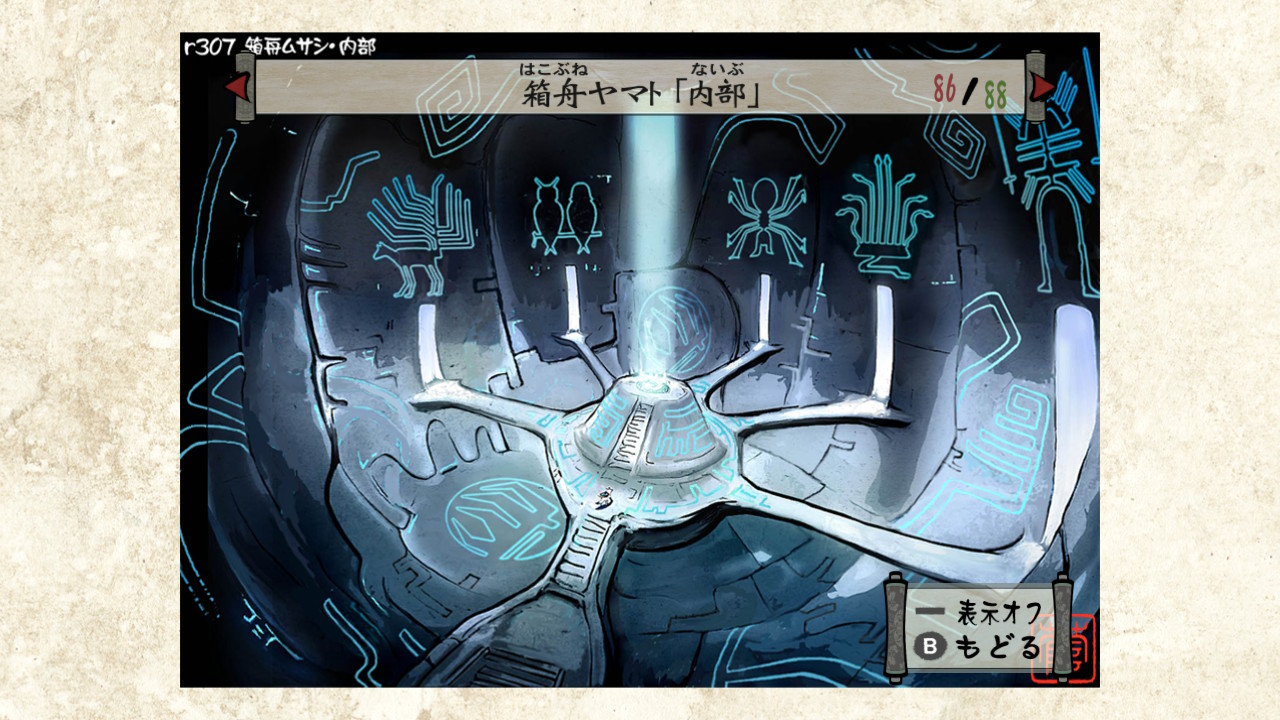 r307 箱舟ムサシ・内部
はこぶね ないぶ
箱舟ヤマト「内部」
86/88
表示オフ
B もどる